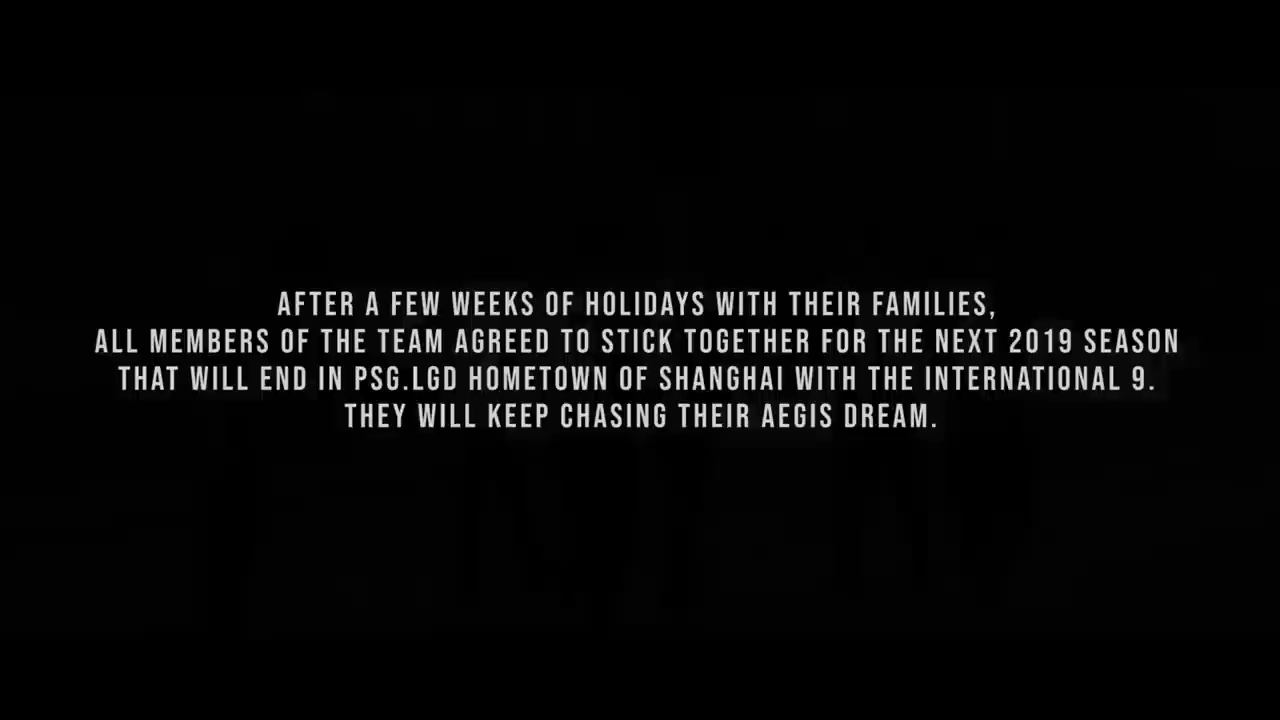 AFTER A FEW WEEKS OF HOLIDAYS WITH THEIR FAMILIES,
ALL MEMBERS OF THE TEAM AGREED TO STICK TOGETHER FOR THE NEXT 2019 SEASON
THAT WILL END IN PSG.LGD HOMETOWN OF SHANGHAI WITH THE INTERNATIONAL 9.
THEY WILL KEEP CHASING THEIR AEGIS DREAM.